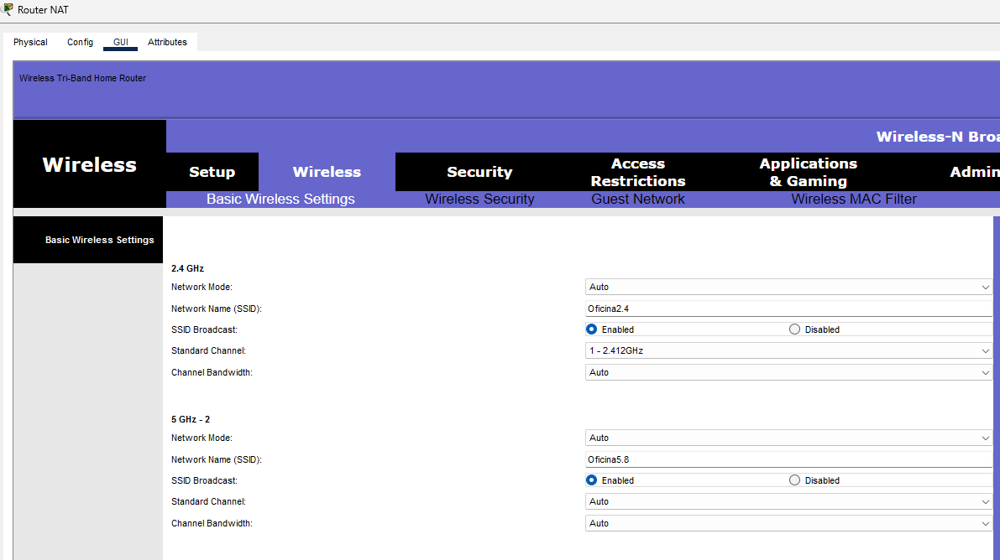 Router NAT
Physical Config GUI Attributes
Wireless Tri-Band Home Router
Wireless-N Broa
Wireless
Setup Wireless Security Access Restrictions Applications & Gaming Admin
Basic Wireless Settings Wireless Security Guest Network Wireless MAC Filter
Basic Wireless Settings
2.4 GHz
Network Mode: Auto
Network Name (SSID): Oficina2.4
SSID Broadcast: Enabled Disabled
Standard Channel: 1 - 2.412GHz
Channel Bandwidth: Auto
5 GHz - 2
Network Mode: Auto
Network Name (SSID): Oficina5.8
SSID Broadcast: Enabled Disabled
Standard Channel: Auto
Channel Bandwidth: Auto